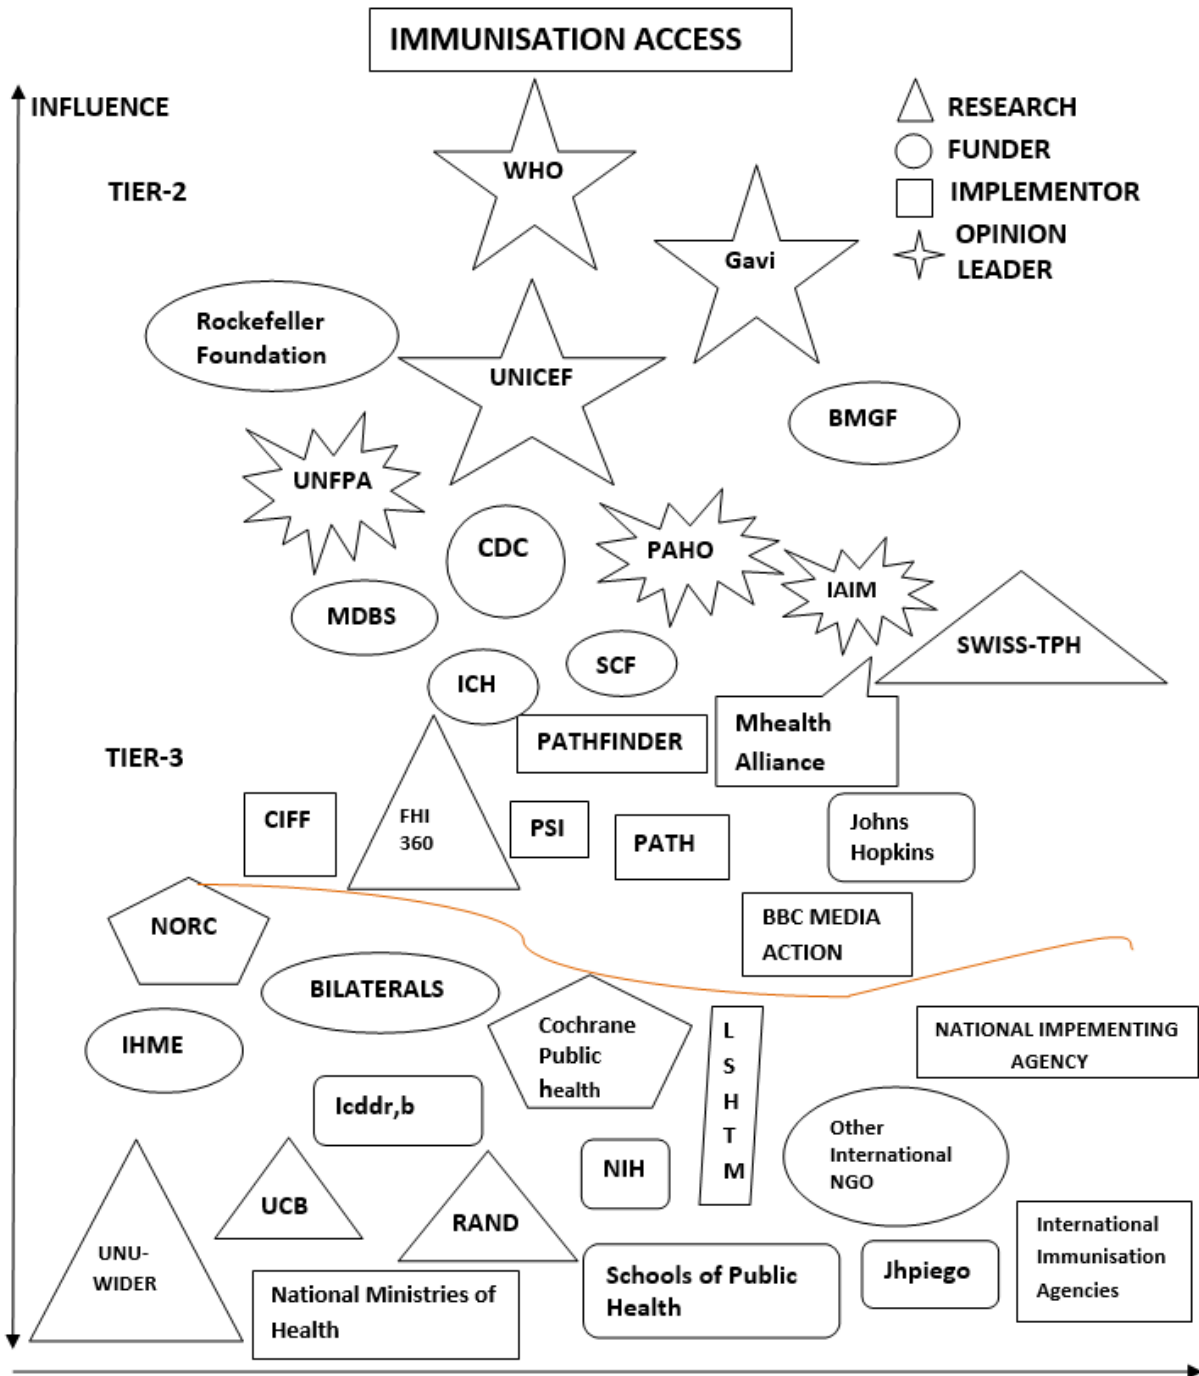 IMMUNISATION ACCESS
INFLUENCE
RESEARCH
FUNDER
IMPLEMENTOR
OPINION
LEADER
TIER-2
WHO
Gavi
Rockefeller
Foundation
UNICEF
BMGF
UNFPA
CDC
PAHO
IAIM
MDBS
SWISS-TPH
SCF
ICH
PATHFINDER
Mhealth
Alliance
TIER-3
CIFF
FHI
360
PSI
PATH
Johns
Hopkins
NORC
BBC MEDIA
ACTION
BILATERALS
IHME
Cochrane
Public
health
L
S
H
T
M
NATIONAL IMPEMENTING
AGENCY
Icddr,b
Other
International
NGO
NIH
UCB
RAND
UNU-
WIDER
National Ministries of
Health
Schools of Public
Health
Jhpiego
International
Immunisation
Agencies